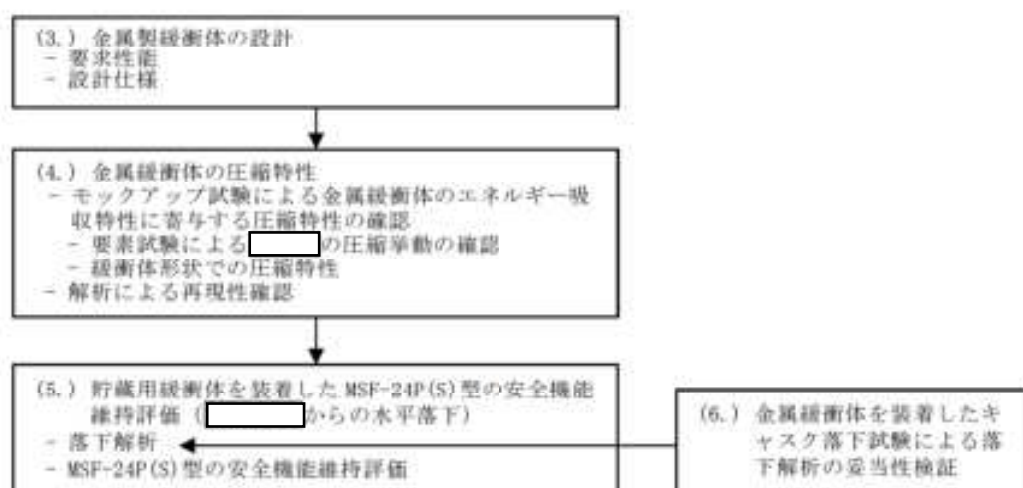 (3.) 金属製緩衝体の設計
- 要求性能
- 設計仕様
(4.) 金属緩衝体の圧縮特性
- モックアップ試験による金属緩衝体のエネルギー吸
収特性に寄与する圧縮特性の確認
- 要素試験による の圧縮挙動の確認
- 緩衝体形状での圧縮特性
- 解析による再現性確認
(5.) 貯蔵用緩衝体を装着した MSF-24P(S)型の安全機能
維持評価 ( からの水平落下)
- 落下解析
- MSF-24P(S)型の安全機能維持評価
(6.) 金属緩衝体を装着したキ
ャスク落下試験による落
下解析の妥当性検証